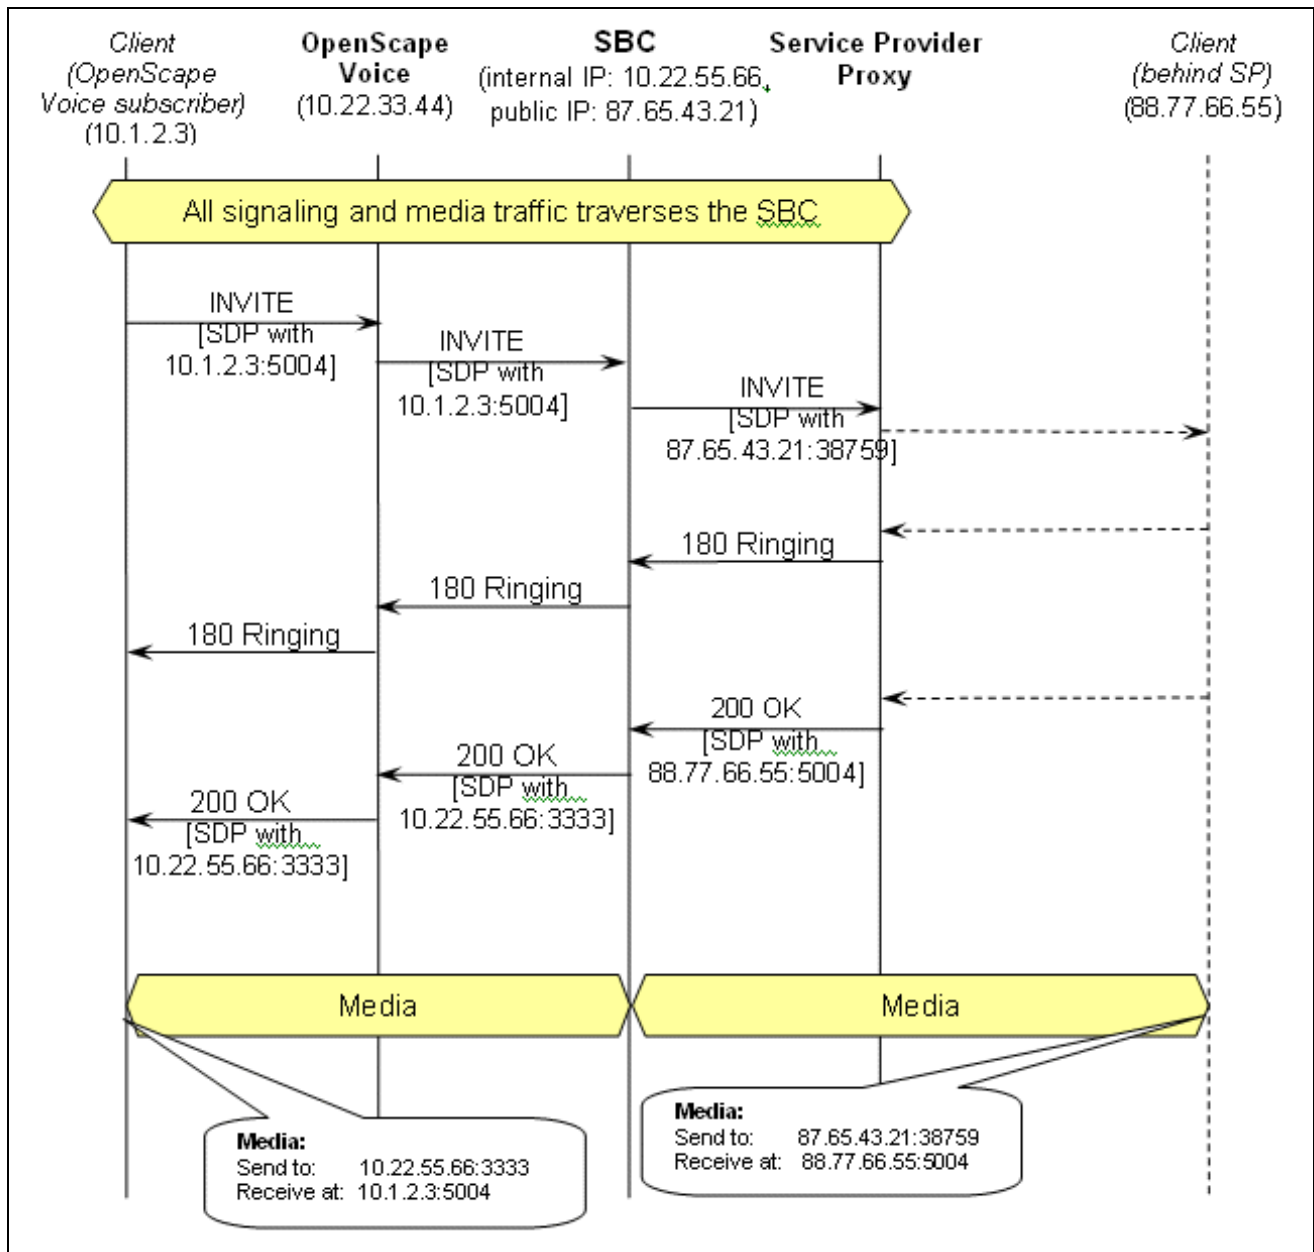 Client
(OpenScape
Voice subscriber)
(10.1.2.3)
OpenScape
Voice
(10.22.33.44)
SBC
(internal IP: 10.22.55.66,
public IP: 87.65.43.21)
Service Provider
Proxy
Client
(behind SP)
(88.77.66.55)
All signaling and media traffic traverses the SBC
INVITE
[SDP with
10.1.2.3:5004]
INVITE
[SDP with
10.1.2.3:5004]
INVITE
[SDP with
87.65.43.21:38759]
180 Ringing
180 Ringing
180 Ringing
200 OK
[SDP with
88.77.66.55:5004]
200 OK
[SDP with
10.22.55.66:3333]
200 OK
[SDP with
10.22.55.66:3333]
Media
Media
Media:
Send to: 10.22.55.66:3333
Receive at: 10.1.2.3:5004
Media:
Send to: 87.65.43.21:38759
Receive at: 88.77.66.55:5004